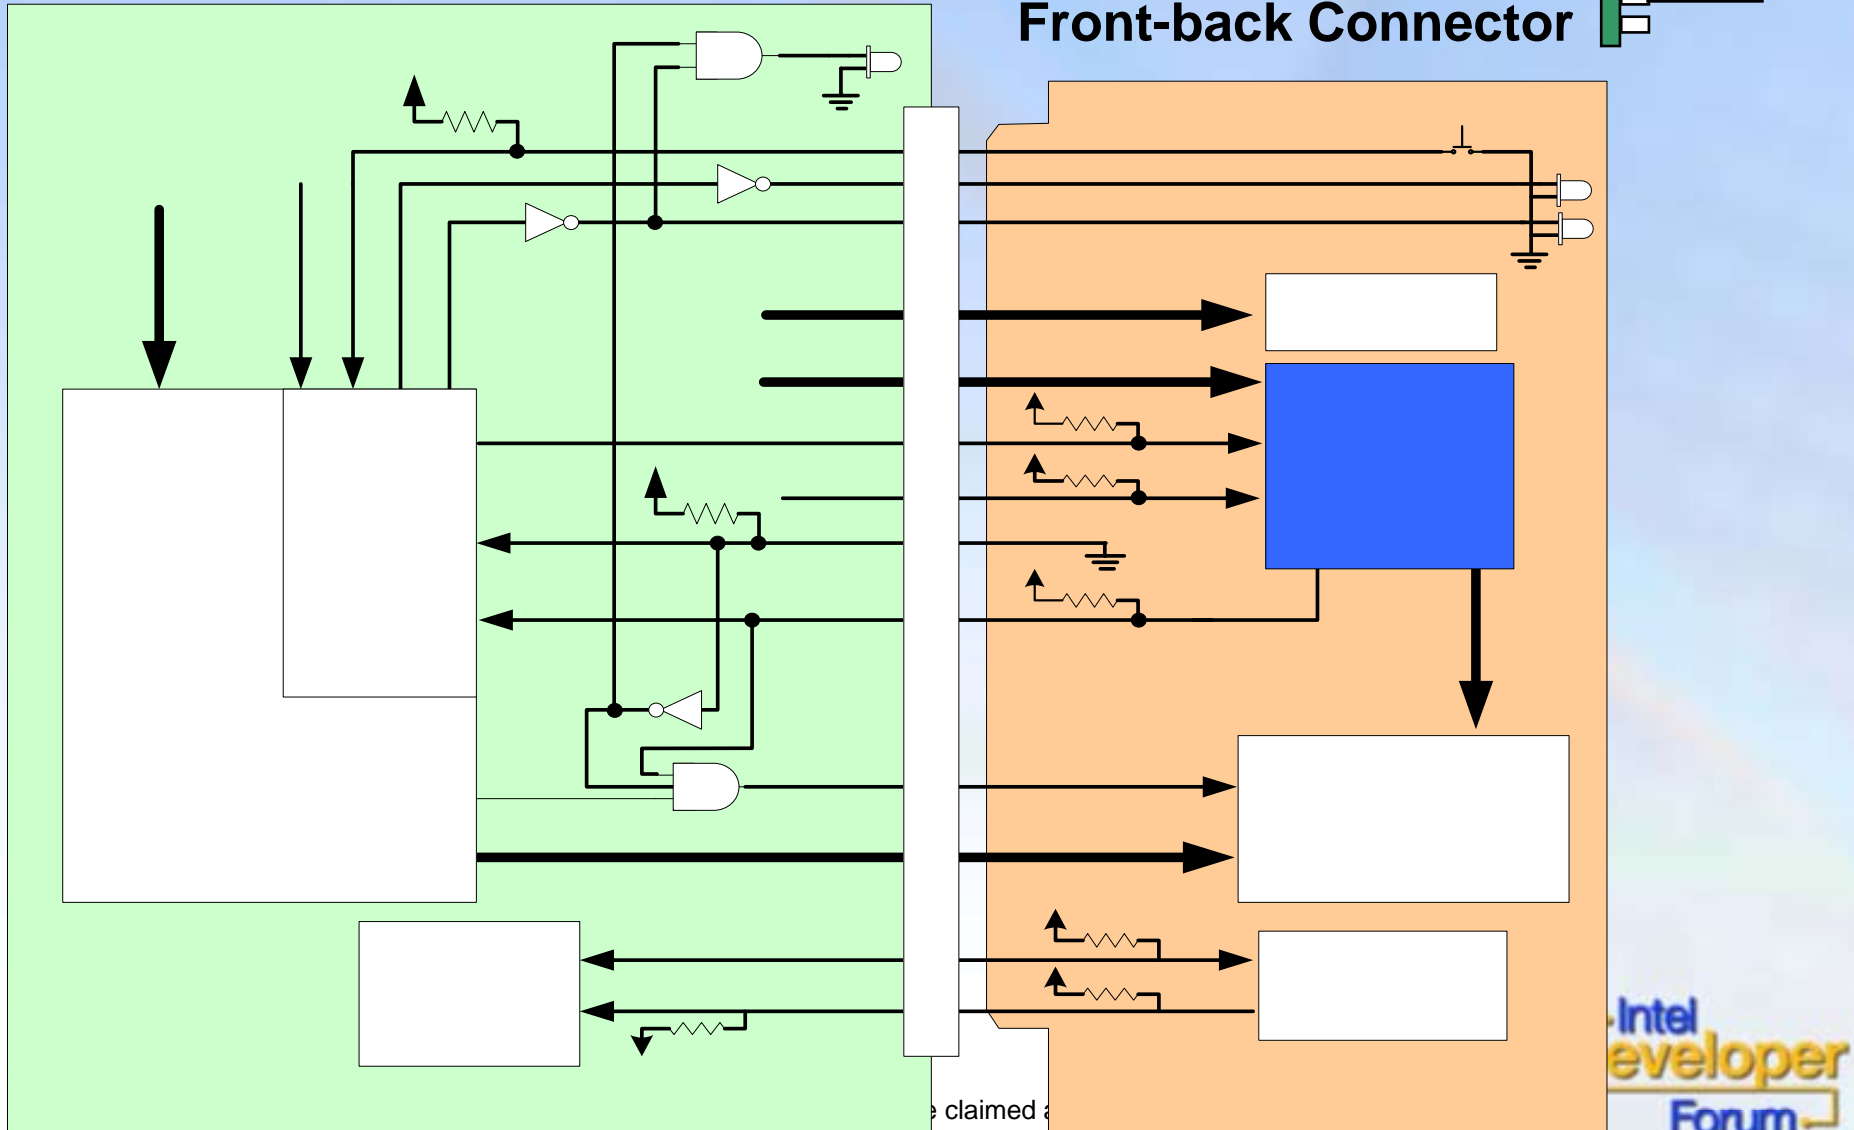 Front-back Connector
e claimed a
Intel
eveloper
Forum